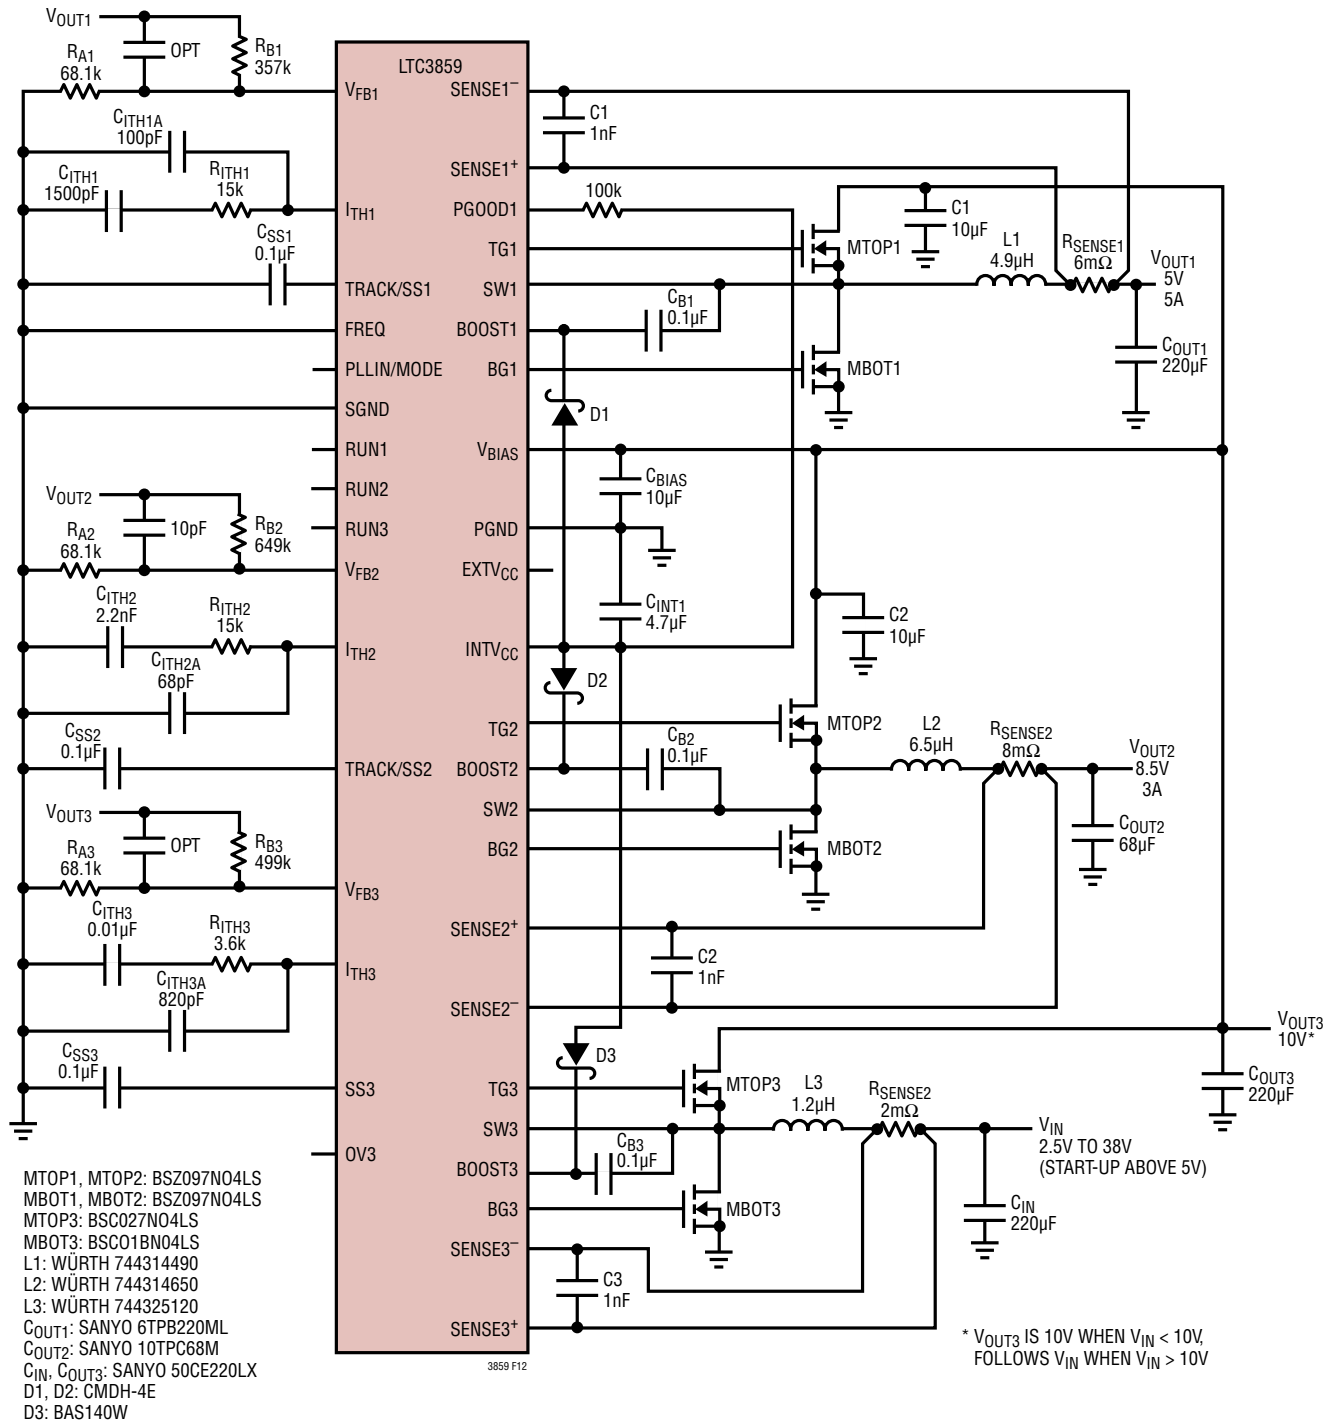 VOUT1
OPT
RB1
357k
RA1
68.1k
VFB1
CITH1A
100pF
CITH1
1500pF
RITH1
15k
ITH1
CSS1
0.1µF
TRACK/SS1
FREQ
PLLIN/MODE
SGND
RUN1
RUN2
RUN3
VOUT2
10pF
RB2
649k
RA2
68.1k
VFB2
CITH2
2.2nF
RITH2
15k
ITH2
CITH2A
68pF
CSS2
0.1µF
TRACK/SS2
VOUT3
OPT
RB3
499k
RA3
68.1k
VFB3
CITH3
0.01µF
RITH3
3.6k
ITH3
CITH3A
820pF
CSS3
0.1µF
SS3
OV3
LTC3859
SENSE1–
C1
1nF
SENSE1+
PGOOD1
100k
TG1
MTOP1
C1
10µF
L1
4.9µH
RSENSE1
6mΩ
VOUT1
5V
5A
SW1
CB1
0.1µF
BOOST1
COUT1
220µF
BG1
MBOT1
D1
VBIAS
CBIAS
10µF
PGND
EXTVCC
CINT1
4.7µF
C2
10µF
INTVCC
D2
TG2
MTOP2
L2
6.5µH
RSENSE2
8mΩ
VOUT2
8.5V
3A
CB2
0.1µF
BOOST2
SW2
COUT2
68µF
BG2
MBOT2
SENSE2+
C2
1nF
SENSE2–
VOUT3
10V*
D3
TG3
MTOP3
L3
1.2µH
RSENSE2
2mΩ
COUT3
220µF
SW3
VIN
2.5V TO 38V
(START-UP ABOVE 5V)
CB3
0.1µF
BOOST3
BG3
MBOT3
CIN
220µF
SENSE3–
C3
1nF
SENSE3+
MTOP1, MTOP2: BSZ097NO4LS
MBOT1, MBOT2: BSZ097NO4LS
MTOP3: BSC027NO4LS
MBOT3: BSCO1BN04LS
L1: WÜRTH 744314490
L2: WÜRTH 744314650
L3: WÜRTH 744325120
COUT1: SANYO 6TPB220ML
COUT2: SANYO 10TPC68M
CIN, COUT3: SANYO 50CE220LX
D1, D2: CMDH-4E
D3: BAS140W
3859 F12
* VOUT3 IS 10V WHEN VIN < 10V,
FOLLOWS VIN WHEN VIN > 10V